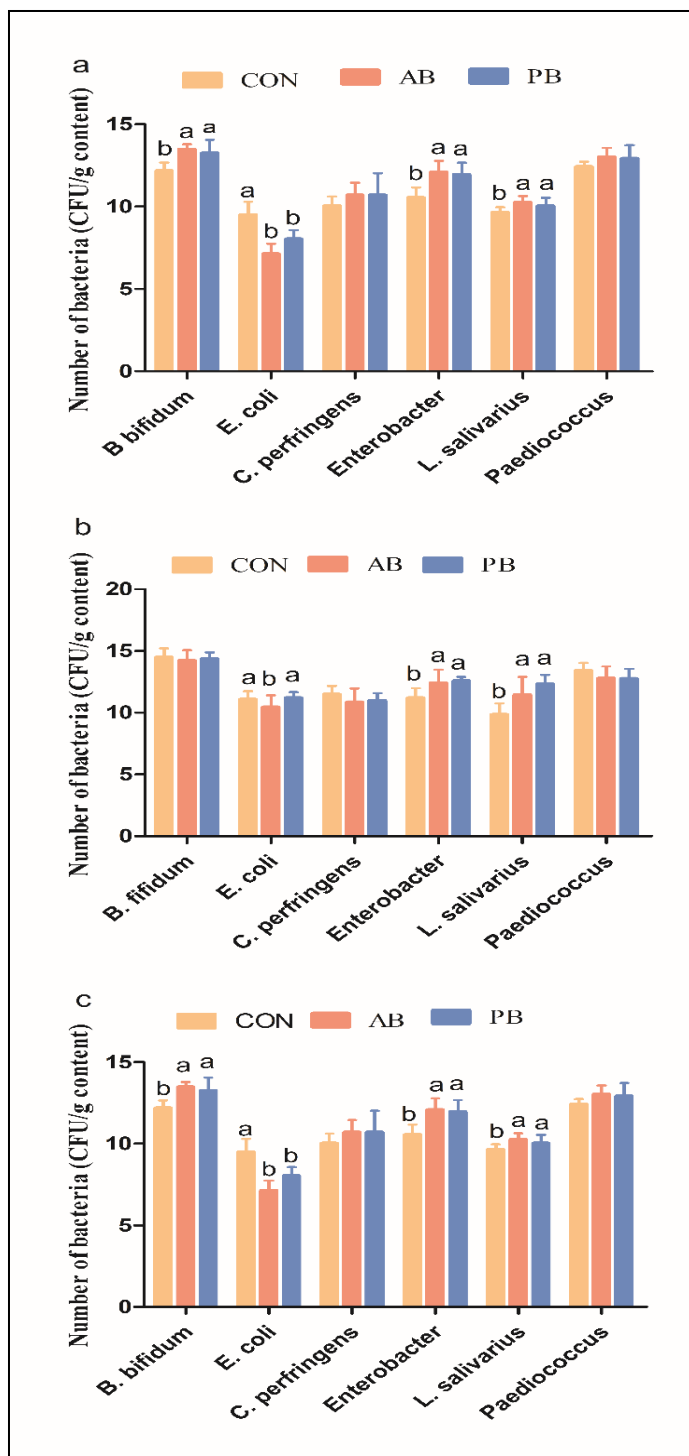 a
CON AB PB
Number of bacteria (CFU/g content)
15
10
5
0
b a a
a b b
b a a
b a a
B bifidum
E. coli
C. perfringens
Enterobacter
L. salivarius
Paediococcus
b
CON AB PB
Number of bacteria (CFU/g content)
20
15
10
5
0
a b a
b a a
b a a
B. fifidum
E. coli
C. perfringens
Enterobacter
L. salivarius
Paediococcus
c
CON AB PB
Number of bacteria (CFU/g content)
15
10
5
0
b a a
a b b
b a a
b a a
B. bifidum
E. coli
C. perfringens
Enterobacter
L. salivarius
Paediococcus